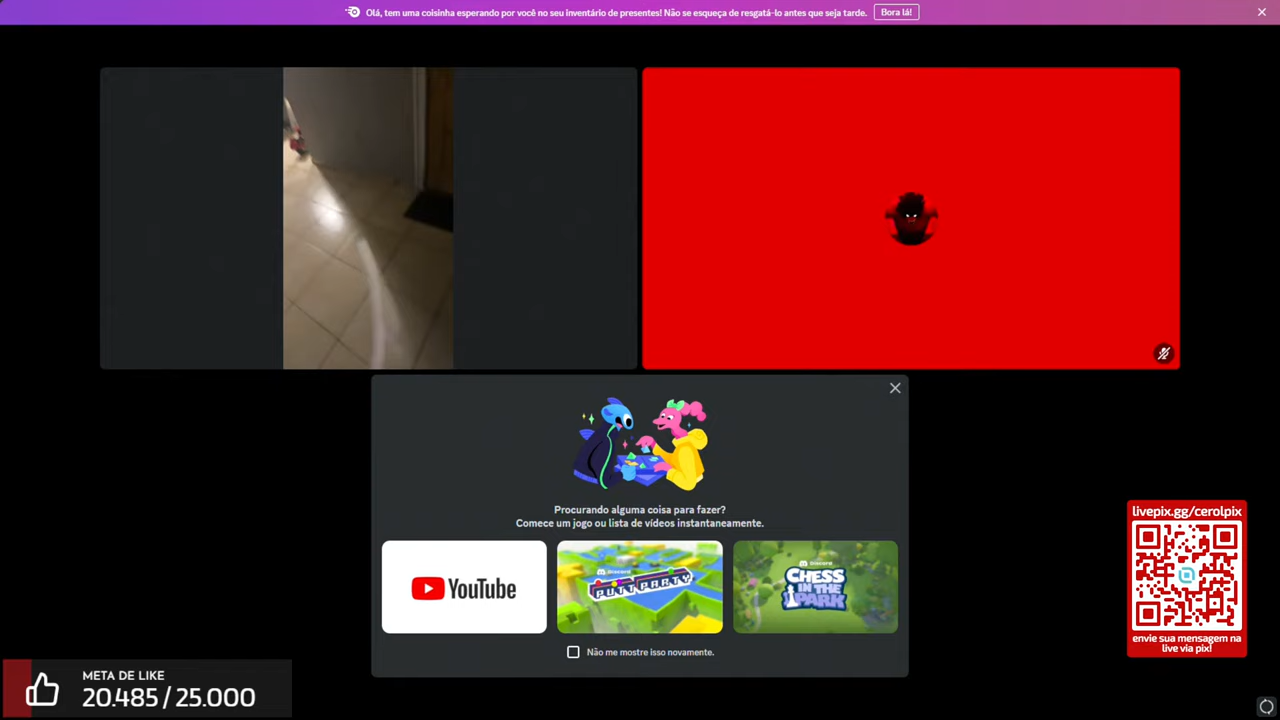 Olá, tem uma coisinha esperando por você no seu inventário de presentes! Não se esqueça de resgatá-lo antes que seja tarde.
Bora lá!
Procurando alguma coisa para fazer?
Comece um jogo ou lista de vídeos instantaneamente.
YouTube
Discord
PUTT PARTY
Discord
CHESS
IN THE
PARK
Não me mostre isso novamente.
livepix.gg/cerolpix
envie sua mensagem na
live via pix!
META DE LIKE
20.485 / 25.000